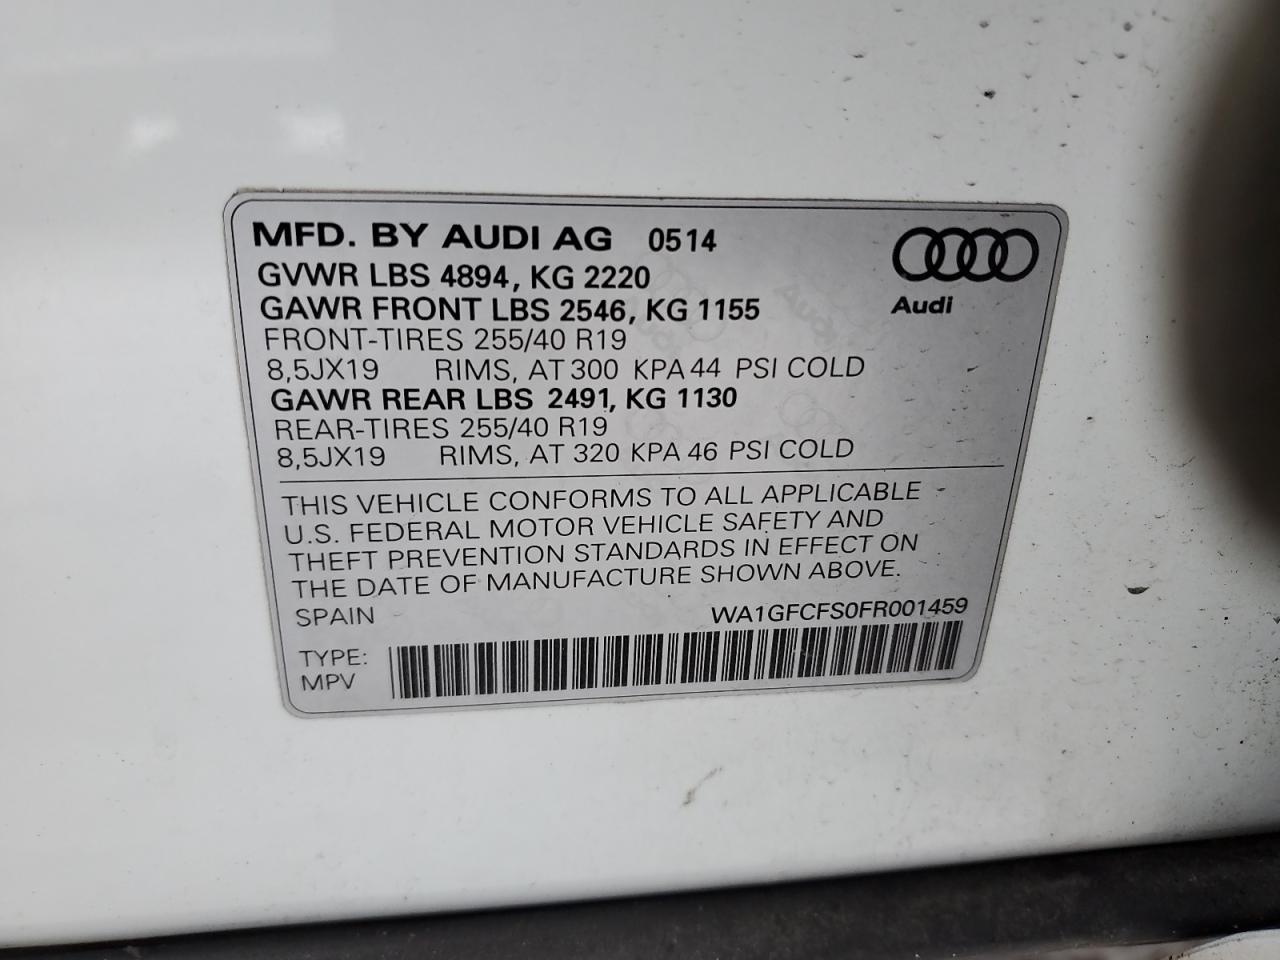 MFD. BY AUDI AG 0514
GVWR LBS 4894, KG 2220
GAWR FRONT LBS 2546, KG 1155
Audi
FRONT-TIRES 255/40 R19
8,5JX19 RIMS, AT 300 KPA 44 PSI COLD
GAWR REAR LBS 2491, KG 1130
REAR-TIRES 255/40 R19
8,5JX19 RIMS, AT 320 KPA 46 PSI COLD
THIS VEHICLE CONFORMS TO ALL APPLICABLE
U.S. FEDERAL MOTOR VEHICLE SAFETY AND
THEFT PREVENTION STANDARDS IN EFFECT ON
THE DATE OF MANUFACTURE SHOWN ABOVE.
SPAIN WA1GFCFS0FR001459
TYPE:
MPV